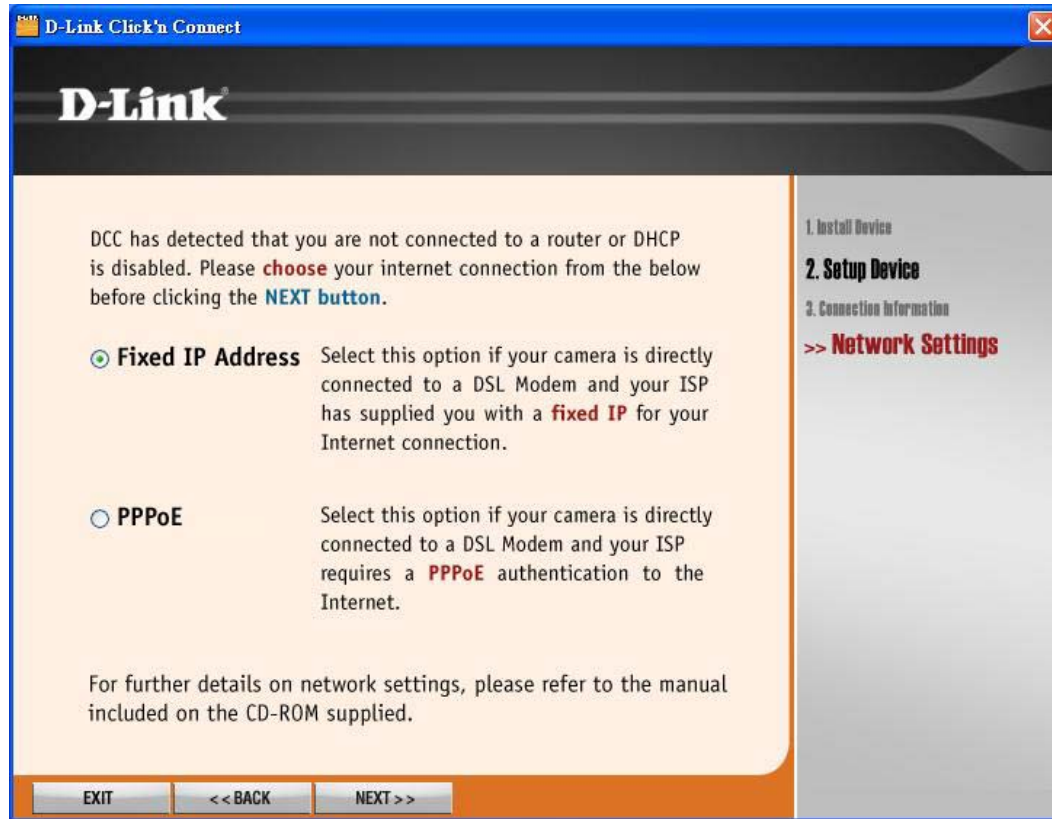 D-Link Click'n Connect
D-Link
DCC has detected that you are not connected to a router or DHCP
is disabled. Please choose your internet connection from the below
before clicking the NEXT button.
Fixed IP Address
Select this option if your camera is directly
connected to a DSL Modem and your ISP
has supplied you with a fixed IP for your
Internet connection.
PPPoE
Select this option if your camera is directly
connected to a DSL Modem and your ISP
requires a PPPoE authentication to the
Internet.
For further details on network settings, please refer to the manual
included on the CD-ROM supplied.
1. Install Device
2. Setup Device
3. Connection Information
>> Network Settings
EXIT
<< BACK
NEXT >>